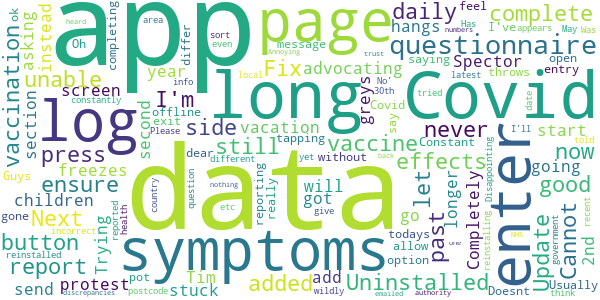 app
data
Covid
long
page
log
symptoms
enter
press
questionnaire
daily
complete
hangs
Spector
throws
advocating
Fix
unable
instead
asking
vaccination
section
screen
year
freezes
second
I'm
side
vacation
vaccine
still
effects
greys
never
now
good
going
start
ensure
children
Next
button
report
send
protest
stuck
Trying
added
add
Tim
Uninstalled
will
got
go
let
past
longer
Completely
Cannot
Update
2nd
Usually
Doesnt
heard
area
sort
even
Annoying
completing
Oh
ok
differ
message
info
offline
exit
Please
constantly
local
trust
feel
Has
numbers
I've
appears
May
Was
saying
open
entry
latest
tried
No'
30th
Covid
say
date
told
I'll
Constant
tapping
without
yet
different
dear
reporting
really
nothing
etc
give
question
country
health
reported
Guys
gone
incorrect
reinstalled
discrepancies
postcode
pot
wildly
emailed
authority
todays
allow
option
back
Disappointing
NHS
reinstalling
government
recent
think